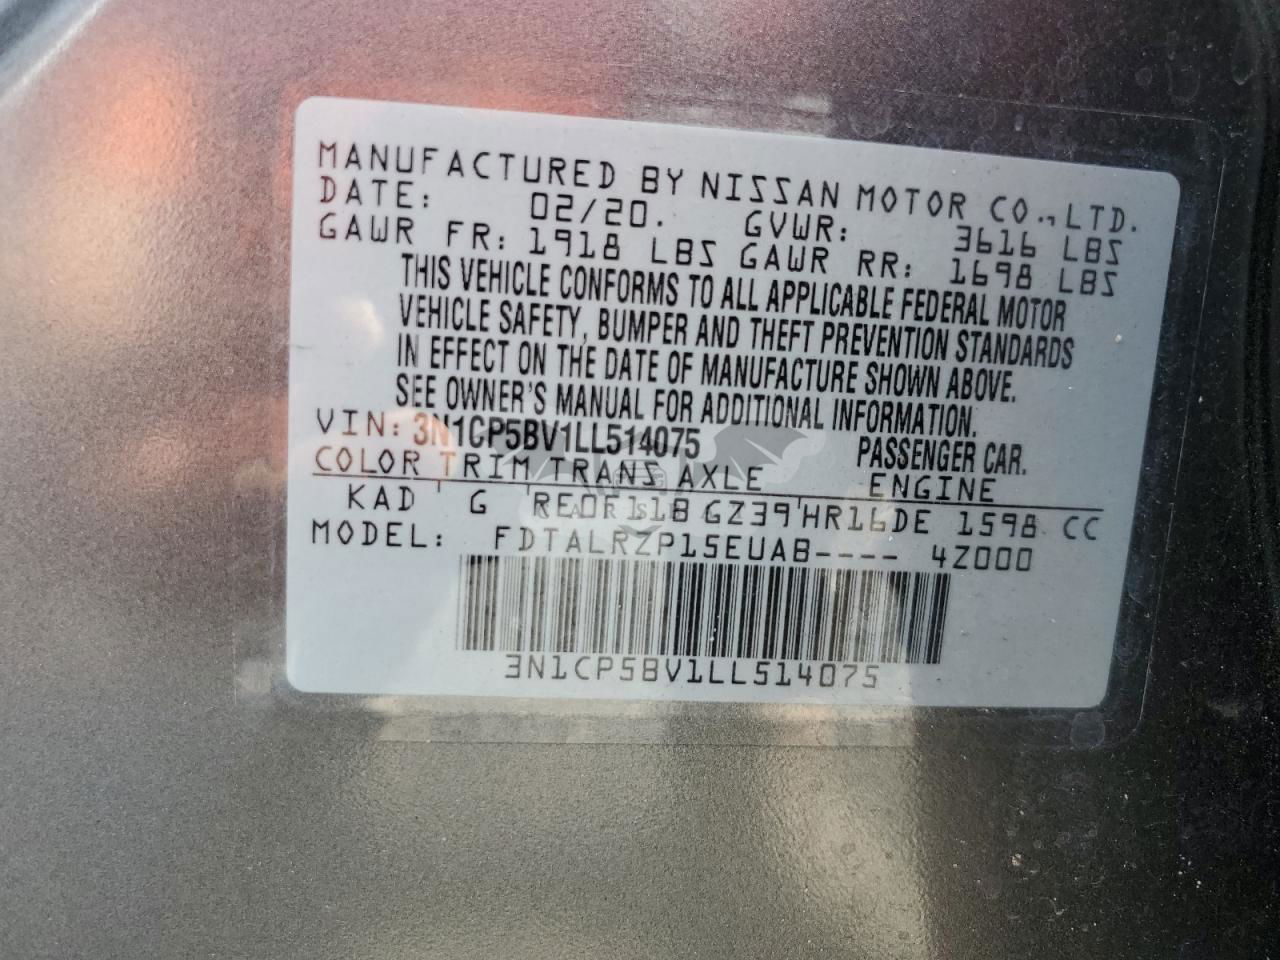 MANUFACTURED BY NISSAN MOTOR CO., LTD.
DATE: 02/20. GVWR: 3616 LBS
GAWR FR: 1918 LBS GAWR RR: 1698 LBS
THIS VEHICLE CONFORMS TO ALL APPLICABLE FEDERAL MOTOR
VEHICLE SAFETY, BUMPER AND THEFT PREVENTION STANDARDS
IN EFFECT ON THE DATE OF MANUFACTURE SHOWN ABOVE.
SEE OWNER'S MANUAL FOR ADDITIONAL INFORMATION.
VIN: 3N1CP5BV1LL514075 PASSENGER CAR.
COLOR TRIM TRANS AXLE ENGINE
KAD G RE0F11B GZ39 HR16DE 1598 CC
MODEL: FDTALRZP15EUAB---- 4Z000
3N1CP5BV1LL514075